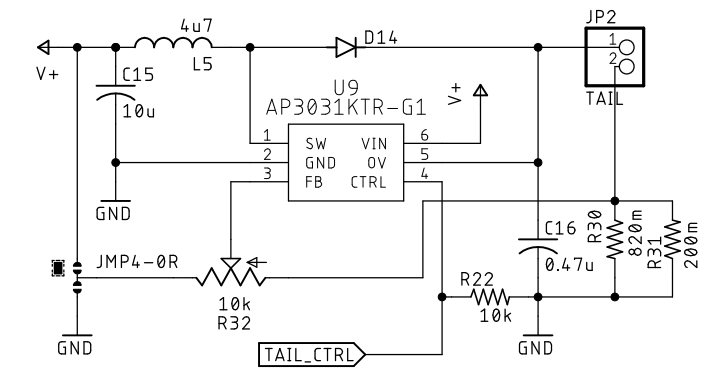 4u7
JP2
D14
1
2
V+
L5
C15
10u
U9
AP3031KTR-G1
V+
TAIL
1 SW VIN 6
2 GND OV 5
3 FB CTRL 4
GND
R30
820m
R31
200m
C16
0.47u
JMP4-0R
R22
10k
10k
R32
GND
GND
TAIL_CTRL